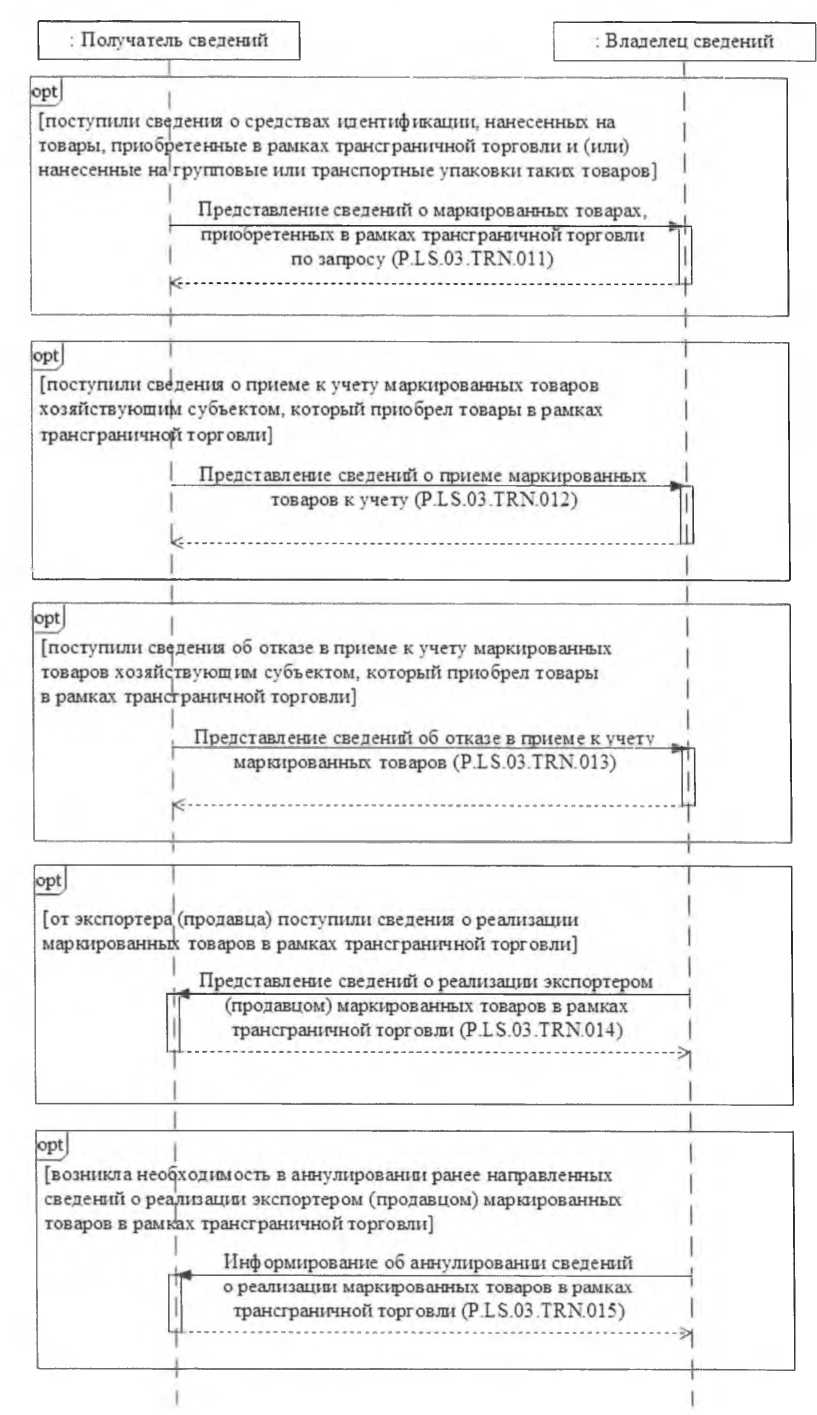 : Получатель сведений
: Владелец сведений
opt
[поступили сведения о средствах идентификации, нанесенных на
товары, приобретенные в рамках трансграничной торговли и (или)
нанесенные на групповые или транспортные упаковки таких товаров]
Представление сведений о маркированных товарах,
приобретенных в рамках трансграничной торговли
по запросу (P.LS.03.TRN.011)
opt
[поступили сведения о приеме к учету маркированных товаров
хозяйствующим субъектом, который приобрел товары в рамках
трансграничной торговли]
Представление сведений о приеме маркированных
товаров к учету (P.LS.03.TRN.012)
opt
[поступили сведения об отказе в приеме к учету маркированных
товаров хозяйствующим субъектом, который приобрел товары
в рамках трансграничной торговли]
Представление сведений об отказе в приеме к учету
маркированных товаров (P.LS.03.TRN.013)
opt
[от экспортера (продавца) поступили сведения о реализации
маркированных товаров в рамках трансграничной торговли]
Представление сведений о реализации экспортером
(продавцом) маркированных товаров в рамках
трансграничной торговли (P.LS.03.TRN.014)
opt
[возникла необходимость в аннулировании ранее направленных
сведений о реализации экспортером (продавцом) маркированных
товаров в рамках трансграничной торговли]
Информирование об аннулировании сведений
о реализации маркированных товаров в рамках
трансграничной торговли (P.LS.03.TRN.015)